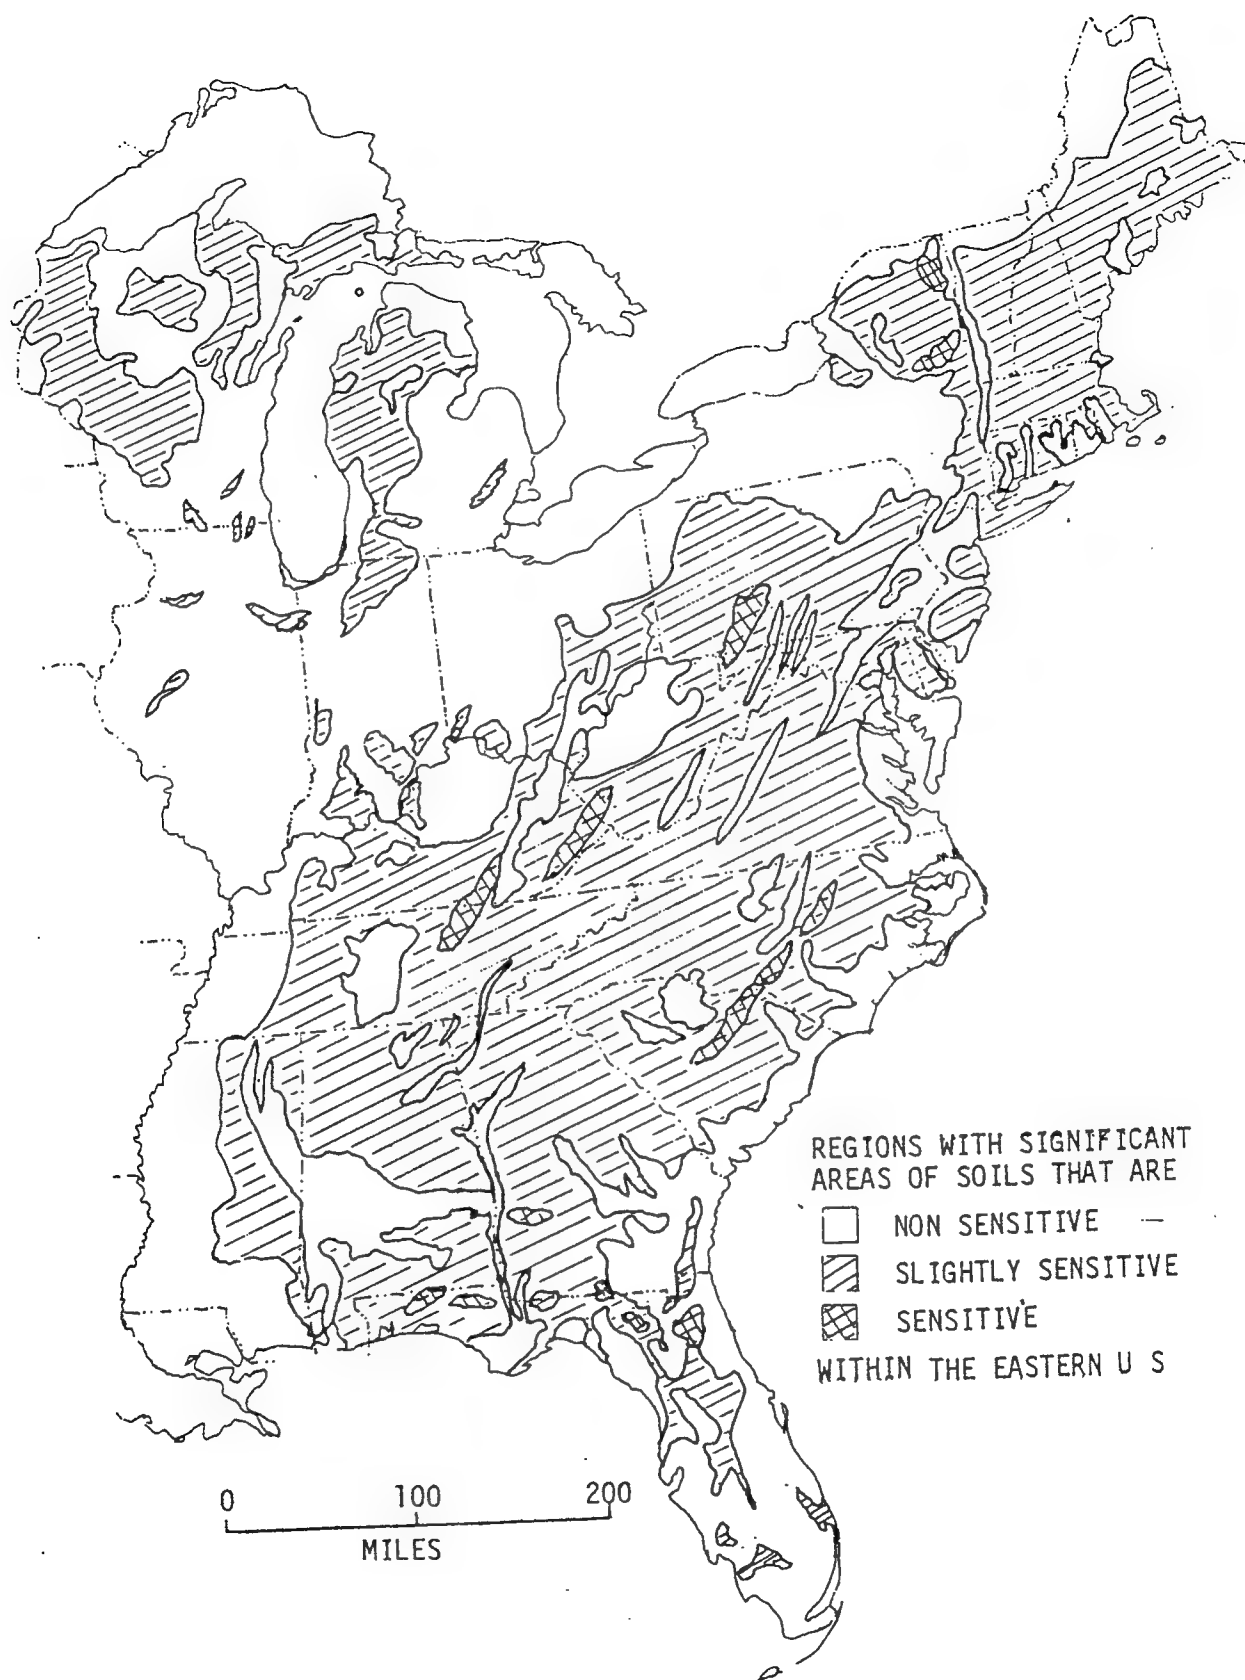 REGIONS WITH SIGNIFICANT
AREAS OF SOILS THAT ARE
NON SENSITIVE —
SLIGHTLY SENSITIVE
SENSITIVE
WITHIN THE EASTERN U S
0 100 200
MILES